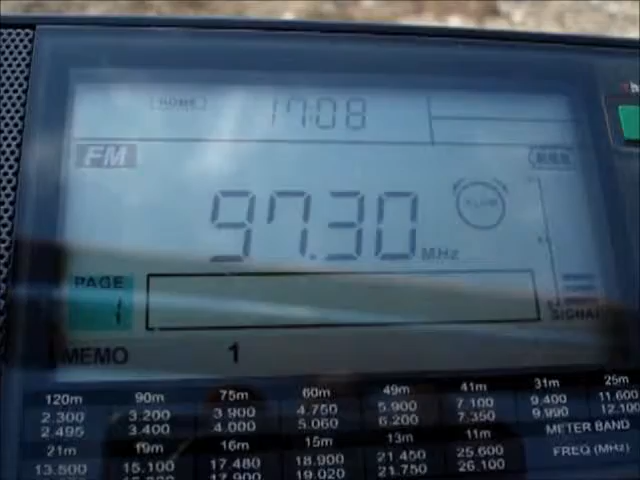 HOME 17:08
FM
97.30 MHz
PAGE
1
SIGNAL
MEMO 1
120m 90m 75m 60m 49m 41m 31m 25m
2.300 3.200 3.900 4.750 5.900 7.100 9.400 11.600
2.495 3.400 4.000 5.060 6.200 7.350 9.990 12.100
21m 19m 16m 15m 13m 11m METER BAND
13.500 15.100 17.480 18.900 21.450 25.600 FREQ (MHz)
17.900 19.020 21.750 26.100